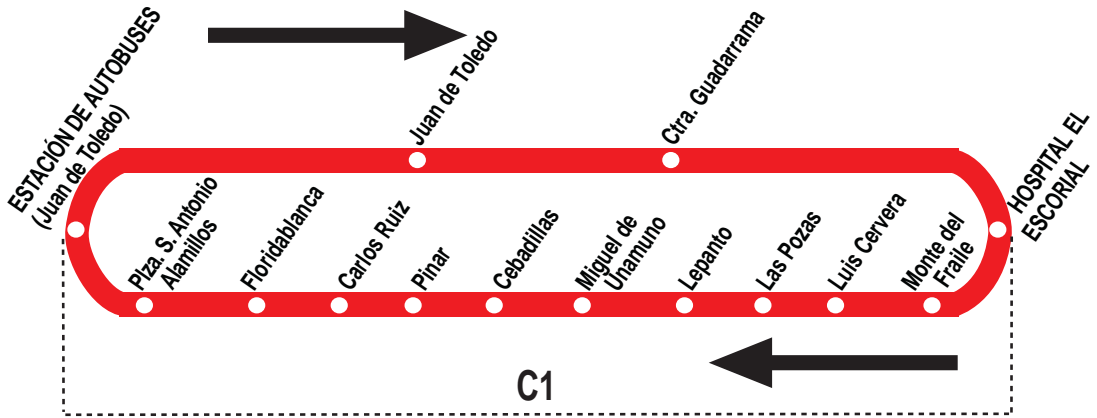 ESTACIÓN DE AUTOBUSES
(Juan de Toledo)
Juan de Toledo
Ctra. Guadarrama
HOSPITAL EL
ESCORIAL
Plza. S. Antonio
Alamillos
Floridablanca
Carlos Ruiz
Pinar
Cebadillas
Miguel de
Unamuno
Lepanto
Las Pozas
Luis Cervera
Monte del
Fraile
C1